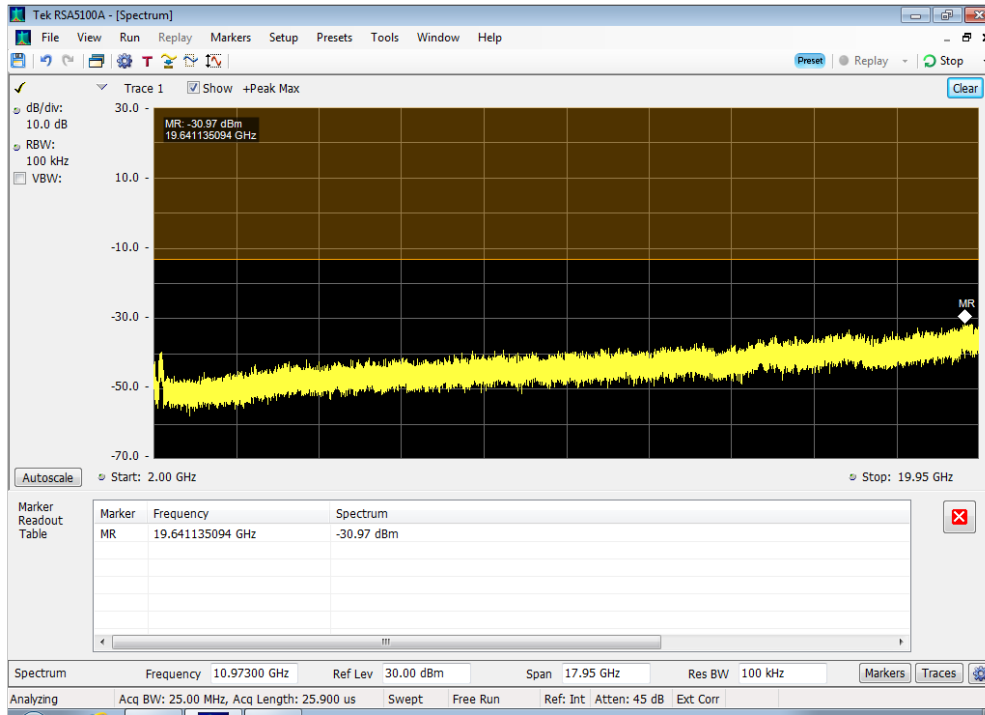 Tek RSA5100A - [Spectrum]
File View Run Replay Markers Setup Presets Tools Window Help
T Preset Replay Stop
Trace 1 Show +Peak Max Clear
dB/div:
10.0 dB
RBW:
100 kHz
VBW:
30.0 -
10.0 -
-10.0 -
-30.0 -
-50.0 -
-70.0 -
MR: -30.97 dBm
19.641135094 GHz
MR
Autoscale Start: 2.00 GHz Stop: 19.95 GHz
Marker
Readout
Table
Marker Frequency Spectrum
MR 19.641135094 GHz -30.97 dBm
Spectrum Frequency 10.97300 GHz Ref Lev 30.00 dBm Span 17.95 GHz Res BW 100 kHz Markers Traces
Analyzing Acq BW: 25.00 MHz, Acq Length: 25.900 us Swept Free Run Ref: Int Atten: 45 dB Ext Corr